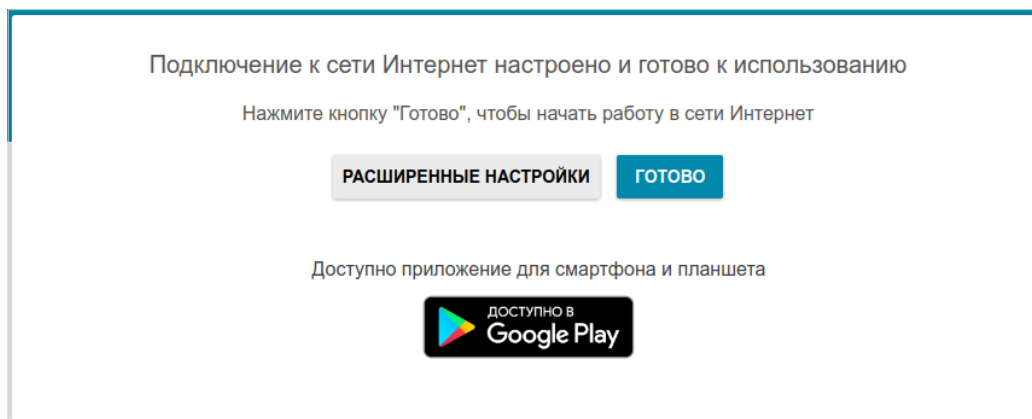 Подключение к сети Интернет настроено и готово к использованию
Нажмите кнопку "Готово", чтобы начать работу в сети Интернет
РАСШИРЕННЫЕ НАСТРОЙКИ ГОТОВО
Доступно приложение для смартфона и планшета
ДОСТУПНО В
Google Play